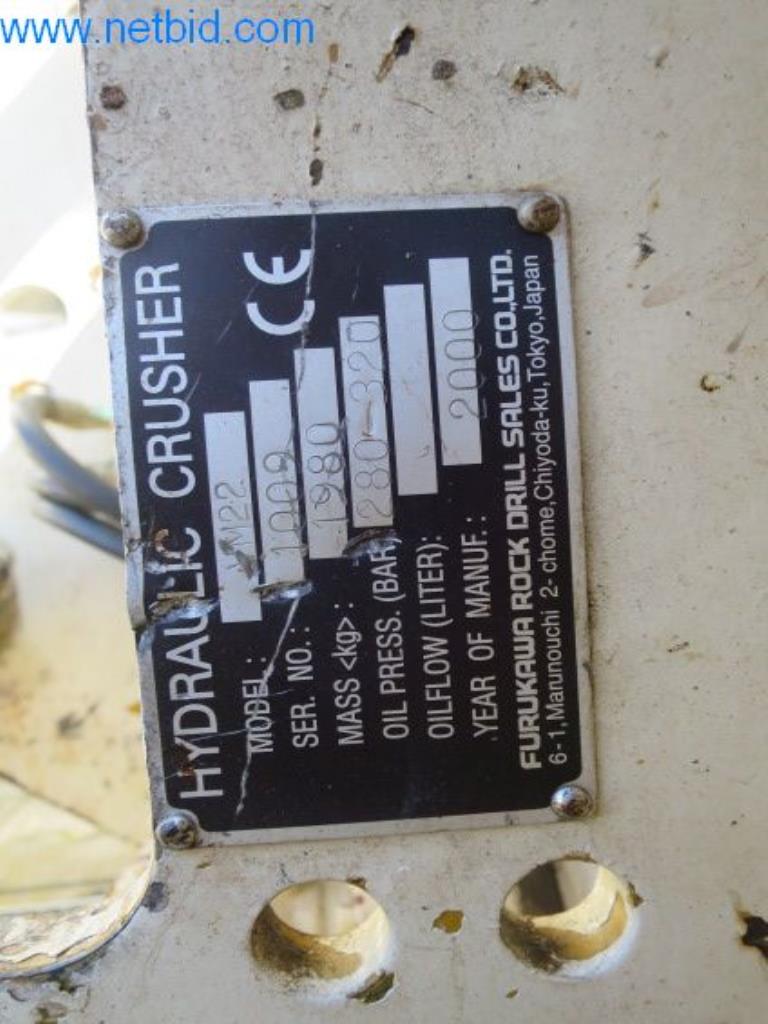 www.netbid.com
HYDRAULIC CRUSHER
CE
MODEL: M22
SER. NO.: 1009
MASS <kg>: 1980
OIL PRESS. (BAR) 280-320
OILFLOW (LITER):
YEAR OF MANUF.: 2000
FURUKAWA ROCK DRILL SALES CO.,LTD.
6-1,Marunouchi 2-chome,Chiyoda-ku,Tokyo,Japan